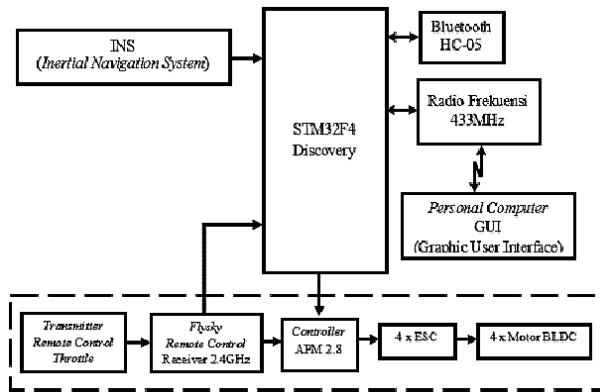 INS
(Inertial Navigation System)
STM32F4
Discovery
Bluetooth
HC-05
Radio Frekuensi
433MHz
Personal Computer
GUI
(Graphic User Interface)
Transmitter
Remote Control
Throttle
Flysky
Remote Control
Receiver 2.4GHz
Controller
APM 2.8
4 x ESC
4 x Motor BLDC